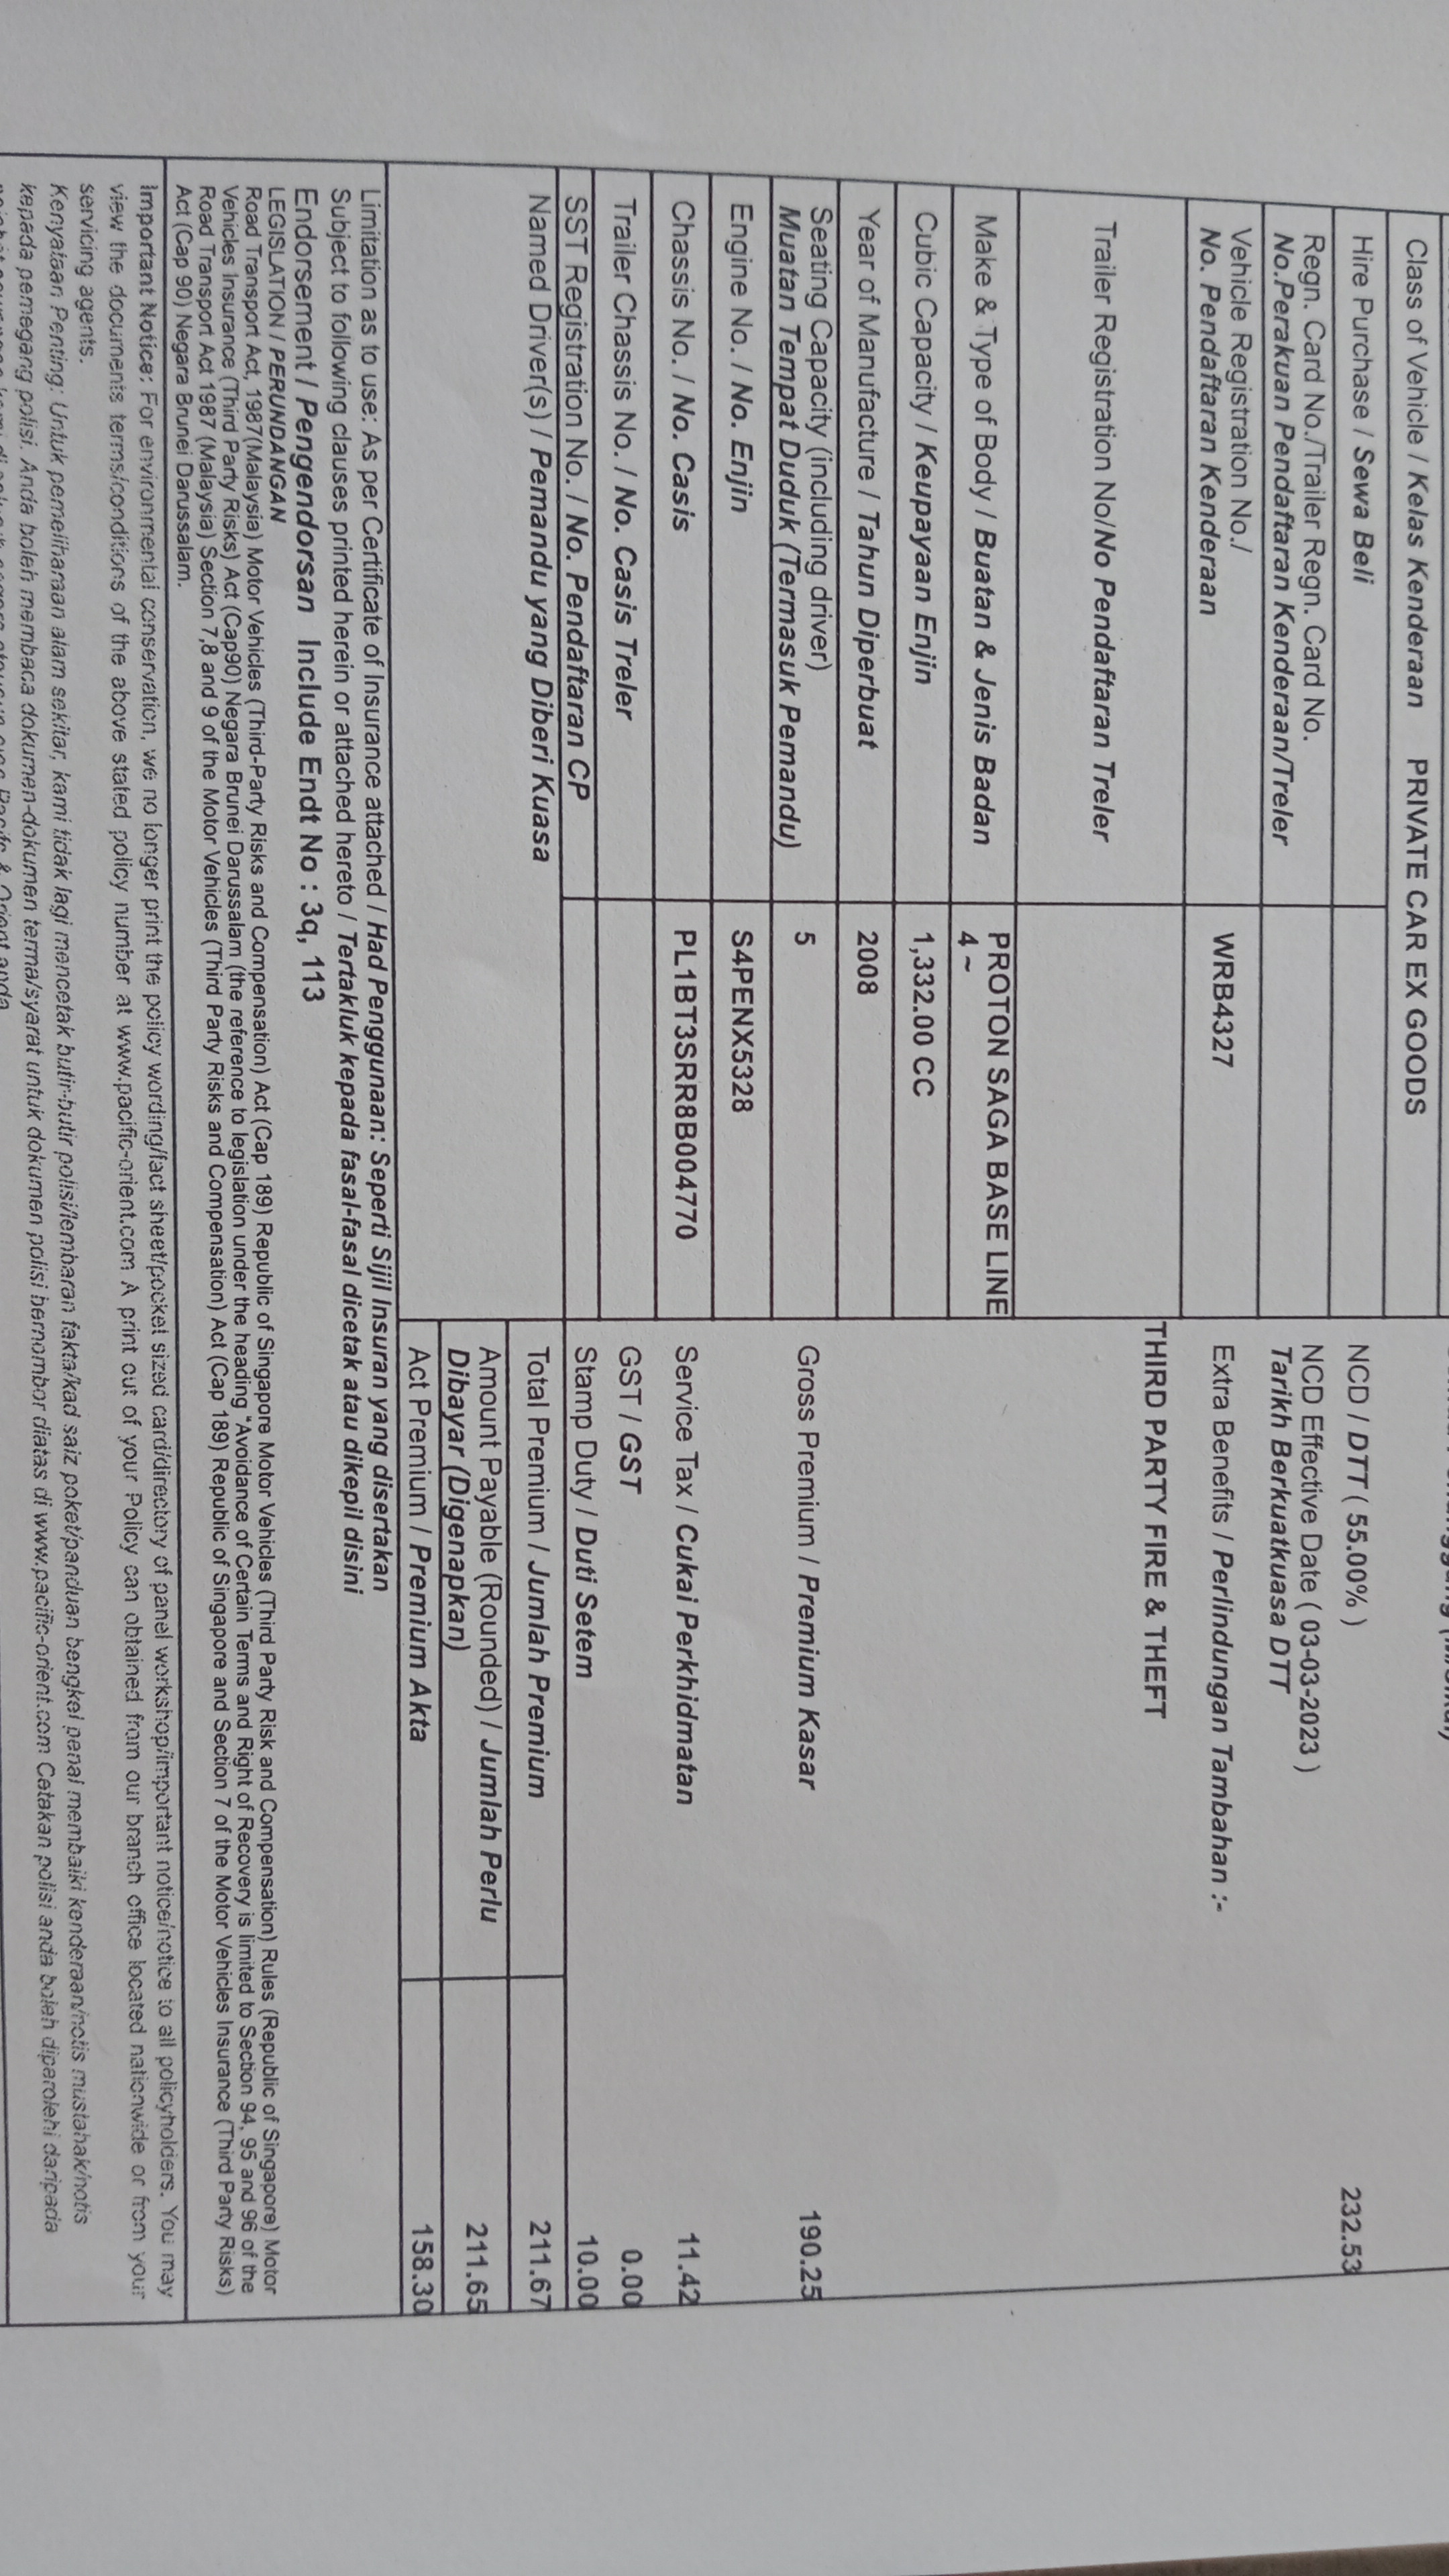 Class of Vehicle / Kelas Kenderaan PRIVATE CAR EX GOODS
Hire Purchase / Sewa Beli
NCD / DTT ( 55.00% ) 232.53
Regn. Card No./Trailer Regn. Card No.
No.Perakuan Pendaftaran Kenderaan/Treler
NCD Effective Date ( 03-03-2023 )
Tarikh Berkuatkuasa DTT
Vehicle Registration No./
No. Pendaftaran Kenderaan
WRB4327
Extra Benefits / Perlindungan Tambahan :-
THIRD PARTY FIRE & THEFT
Trailer Registration No/No Pendaftaran Treler
Make & Type of Body / Buatan & Jenis Badan
PROTON SAGA BASE LINE
4 ~
Cubic Capacity / Keupayaan Enjin 1,332.00 CC
Year of Manufacture / Tahun Diperbuat 2008
Seating Capacity (including driver)
Muatan Tempat Duduk (Termasuk Pemandu)
5
Gross Premium / Premium Kasar 190.25
Engine No. / No. Enjin S4PENX5328
Chassis No. / No. Casis PL1BT3SRR8B004770
Service Tax / Cukai Perkhidmatan 11.42
Trailer Chassis No. / No. Casis Treler
GST / GST 0.00
SST Registration No. / No. Pendaftaran CP
Stamp Duty / Duti Setem 10.00
Named Driver(s) / Pemandu yang Diberi Kuasa
Total Premium / Jumlah Premium 211.67
Amount Payable (Rounded) / Jumlah Perlu
Dibayar (Digenapkan)
211.65
Act Premium / Premium Akta 158.30
Limitation as to use: As per Certificate of Insurance attached / Had Penggunaan: Seperti Sijil Insuran yang disertakan
Subject to following clauses printed herein or attached hereto / Tertakluk kepada fasal-fasal dicetak atau dikepil disini
Endorsement / Pengendorsan Include Endt No : 3q, 113
LEGISLATION / PERUNDANGAN
Road Transport Act, 1987(Malaysia) Motor Vehicles (Third-Party Risks and Compensation) Act (Cap 189) Republic of Singapore Motor Vehicles (Third Party Risk and Compensation) Rules (Republic of Singapore) Motor
Vehicles Insurance (Third Party Risks) Act (Cap90) Negara Brunei Darussalam (the reference to legislation under the heading "Avoidance of Certain Terms and Right of Recovery is limited to Section 94, 95 and 96 of the
Road Transport Act 1987 (Malaysia) Section 7,8 and 9 of the Motor Vehicles (Third Party Risks and Compensation) Act (Cap 189) Republic of Singapore and Section 7 of the Motor Vehicles Insurance (Third Party Risks)
Act (Cap 90) Negara Brunei Darussalam.
Important Notice: For environmental conservation, we no longer print the policy wording/fact sheet/pocket sized card/directory of panel workshop/important notice/notice to all policyholders. You may
view the documents terms/conditions of the above stated policy number at www.pacific-orient.com A print out of your Policy can obtained from our branch office located nationwide or from your
servicing agents.
Kenyataan Penting: Untuk pemeliharaan alam sekitar, kami tidak lagi mencetak butir-butir polisi/lembaran fakta/kad saiz poket/panduan bengkel penal membaiki kenderaan/notis mustahak/notis
kepada pemegang polisi. Anda boleh membaca dokumen-dokumen terma/syarat untuk dokumen polisi bernombor diatas di www.pacific-orient.com Catakan polisi anda boleh diparolehi daripada